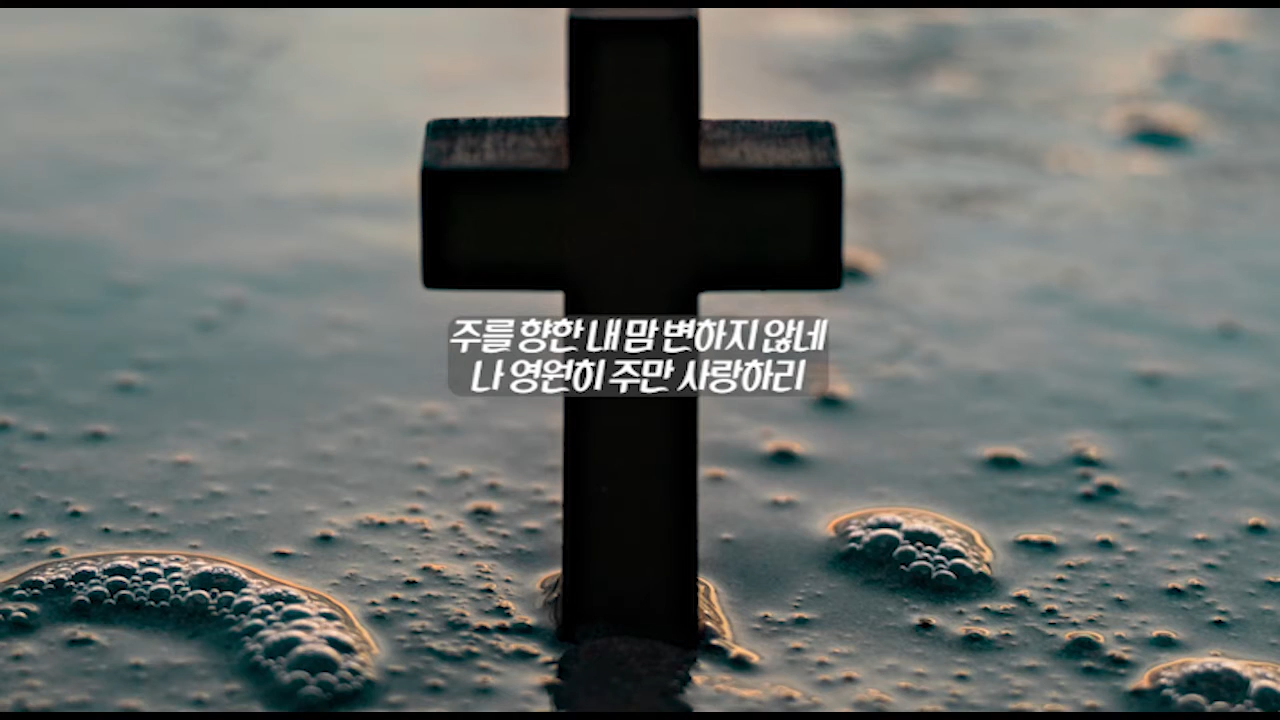 주를 향한 내 맘 변하지 않네
나 영원히 주만 사랑하리